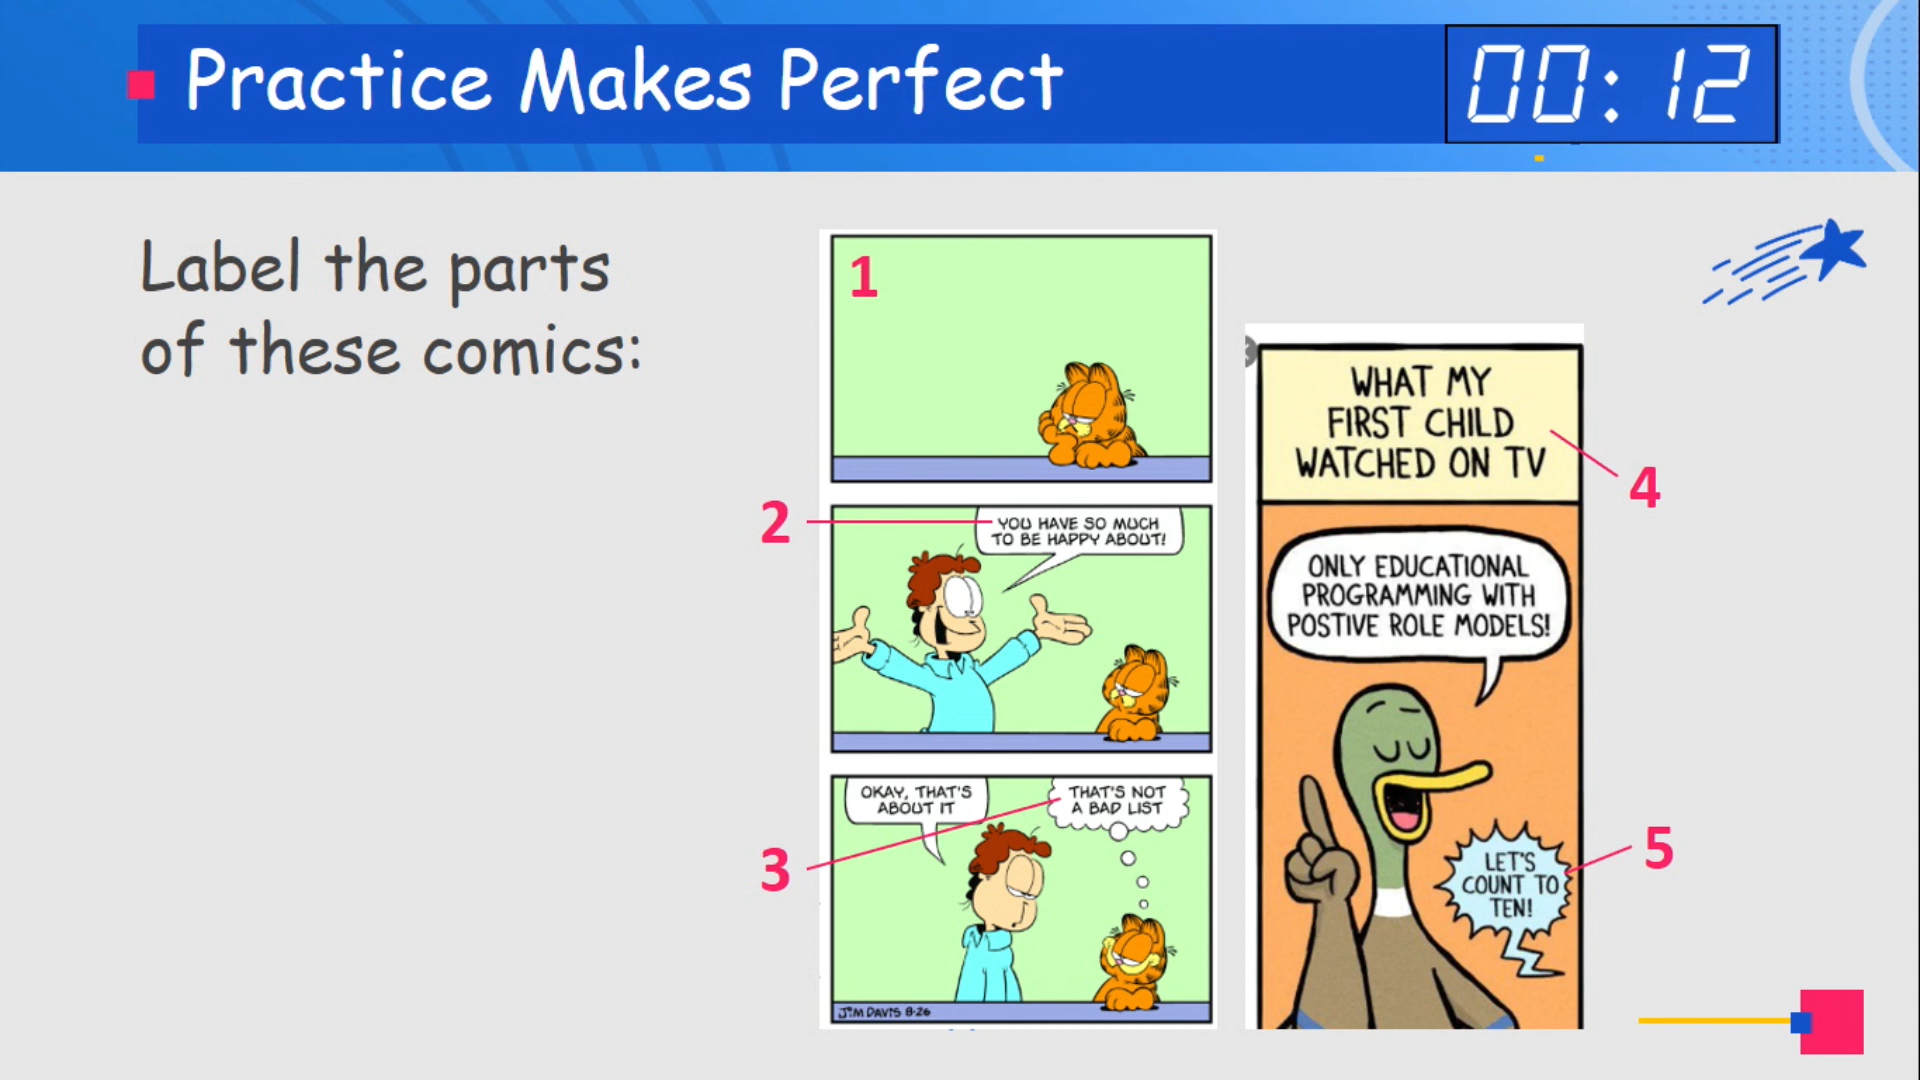 Practice Makes Perfect
00:12
Label the parts
of these comics:
1
2
YOU HAVE SO MUCH
TO BE HAPPY ABOUT!
3
OKAY, THAT'S
ABOUT IT
THAT'S NOT
A BAD LIST
JIM DAVIS 8-26
WHAT MY
FIRST CHILD
WATCHED ON TV
4
ONLY EDUCATIONAL
PROGRAMMING WITH
POSTIVE ROLE MODELS!
5
LET'S
COUNT TO
TEN!